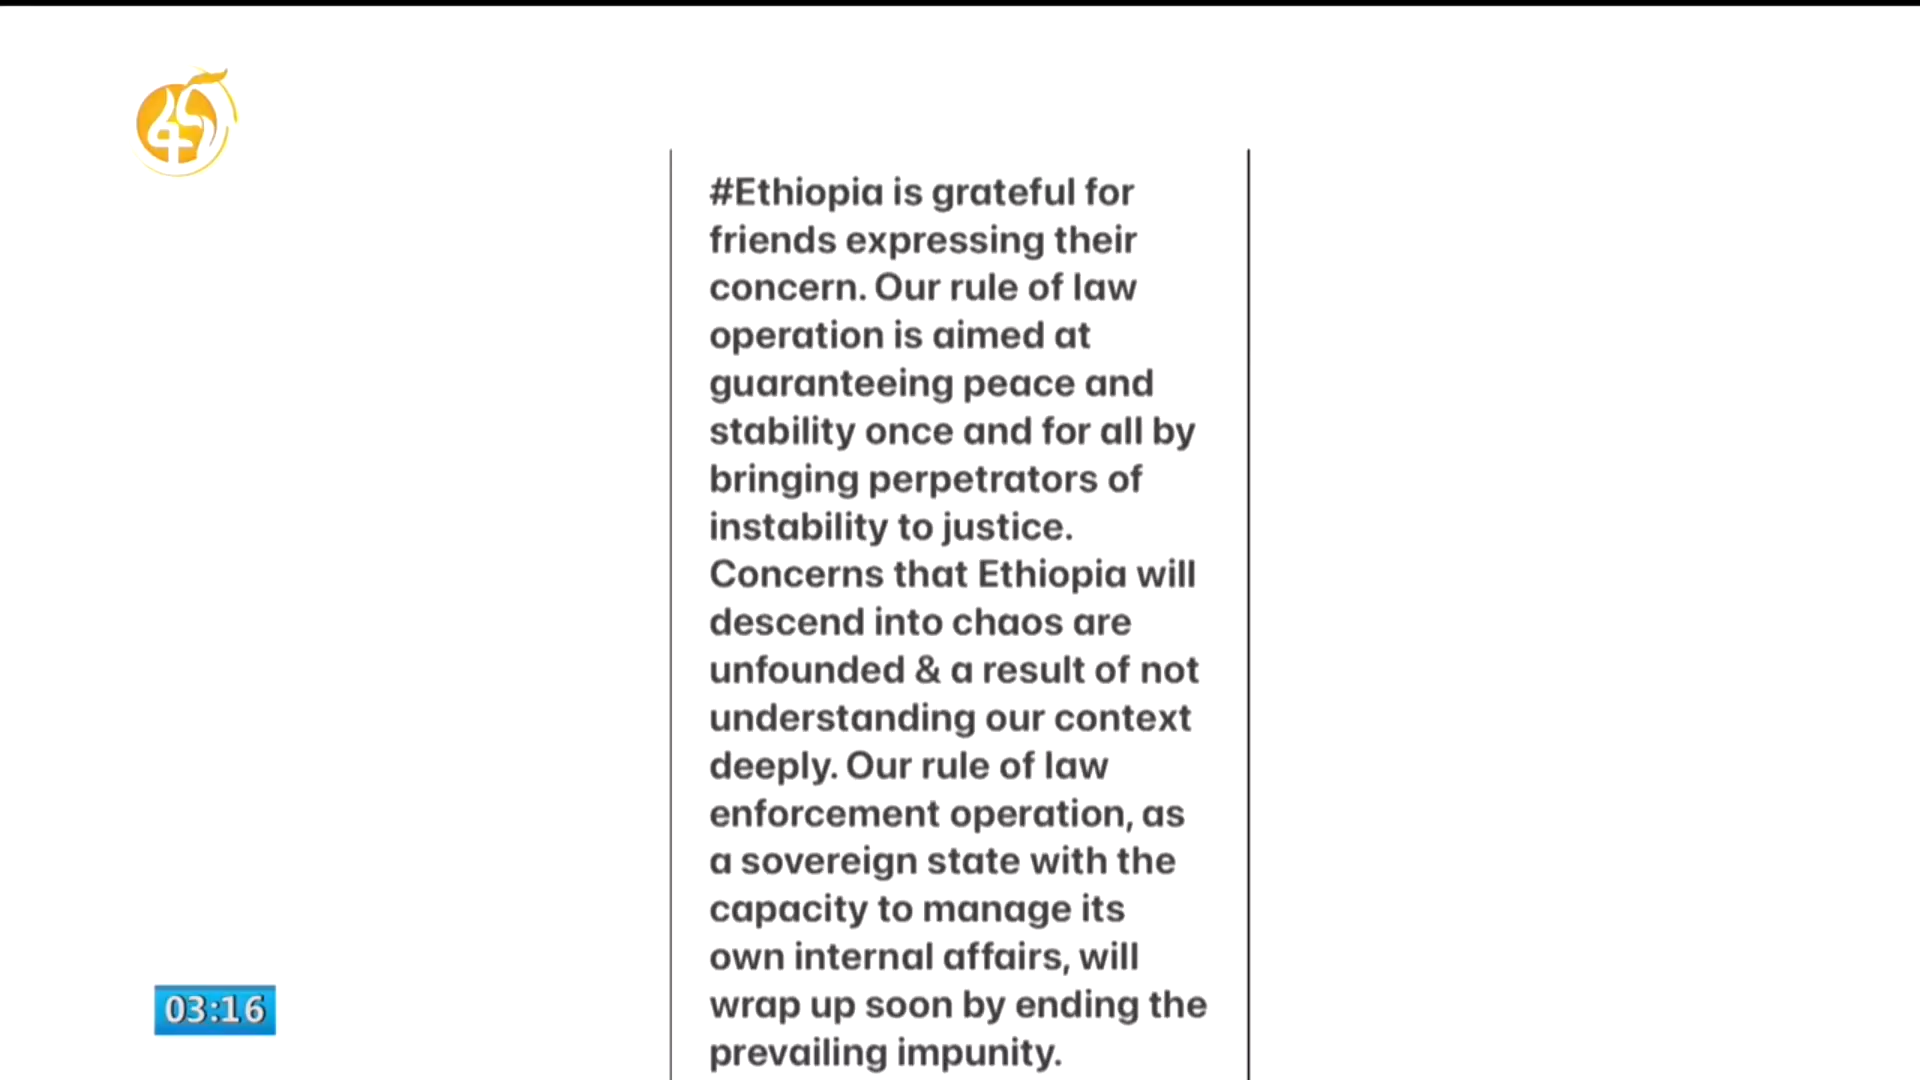 #Ethiopia is grateful for
friends expressing their
concern. Our rule of law
operation is aimed at
guaranteeing peace and
stability once and for all by
bringing perpetrators of
instability to justice.
Concerns that Ethiopia will
descend into chaos are
unfounded & a result of not
understanding our context
deeply. Our rule of law
enforcement operation, as
a sovereign state with the
capacity to manage its
own internal affairs, will
wrap up soon by ending the
prevailing impunity.
03:16